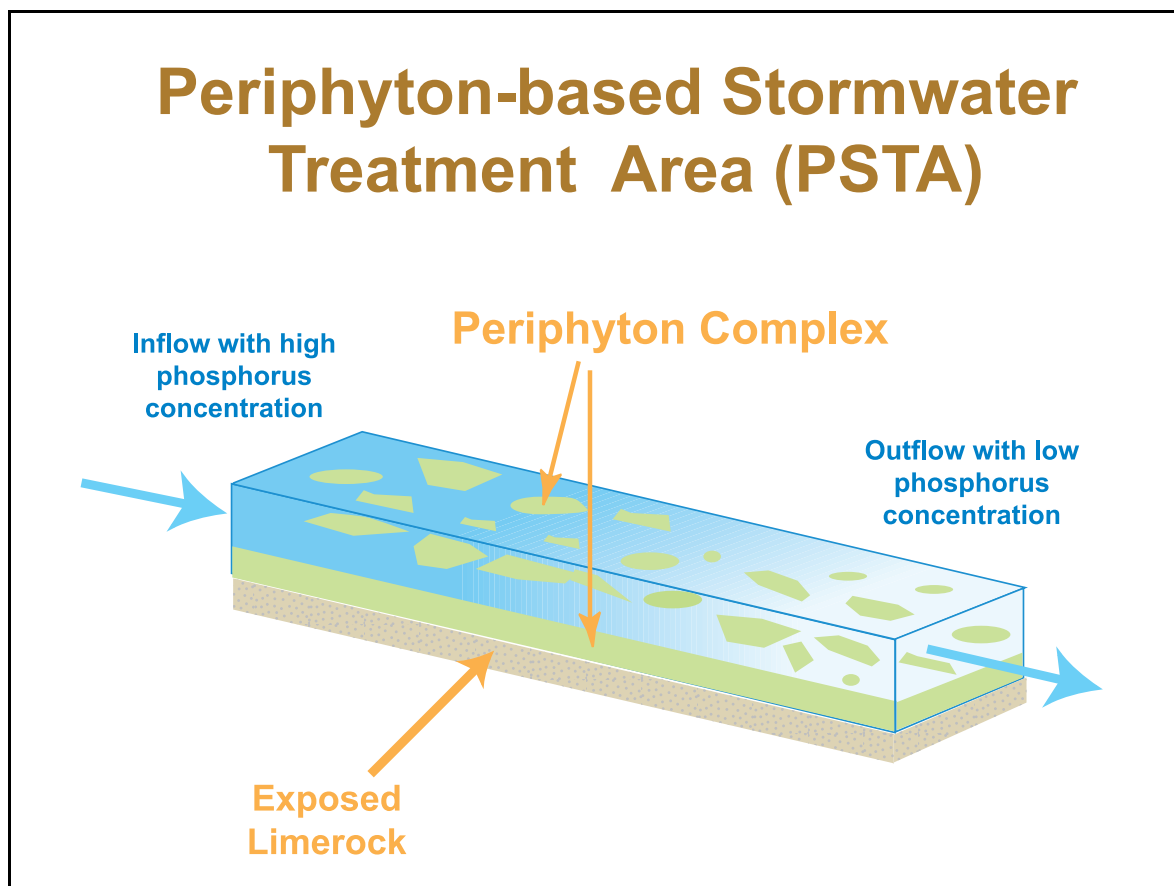 Periphyton-based Stormwater
Treatment Area (PSTA)
Inflow with high
phosphorus
concentration
Periphyton Complex
Outflow with low
phosphorus
concentration
Exposed
Limerock